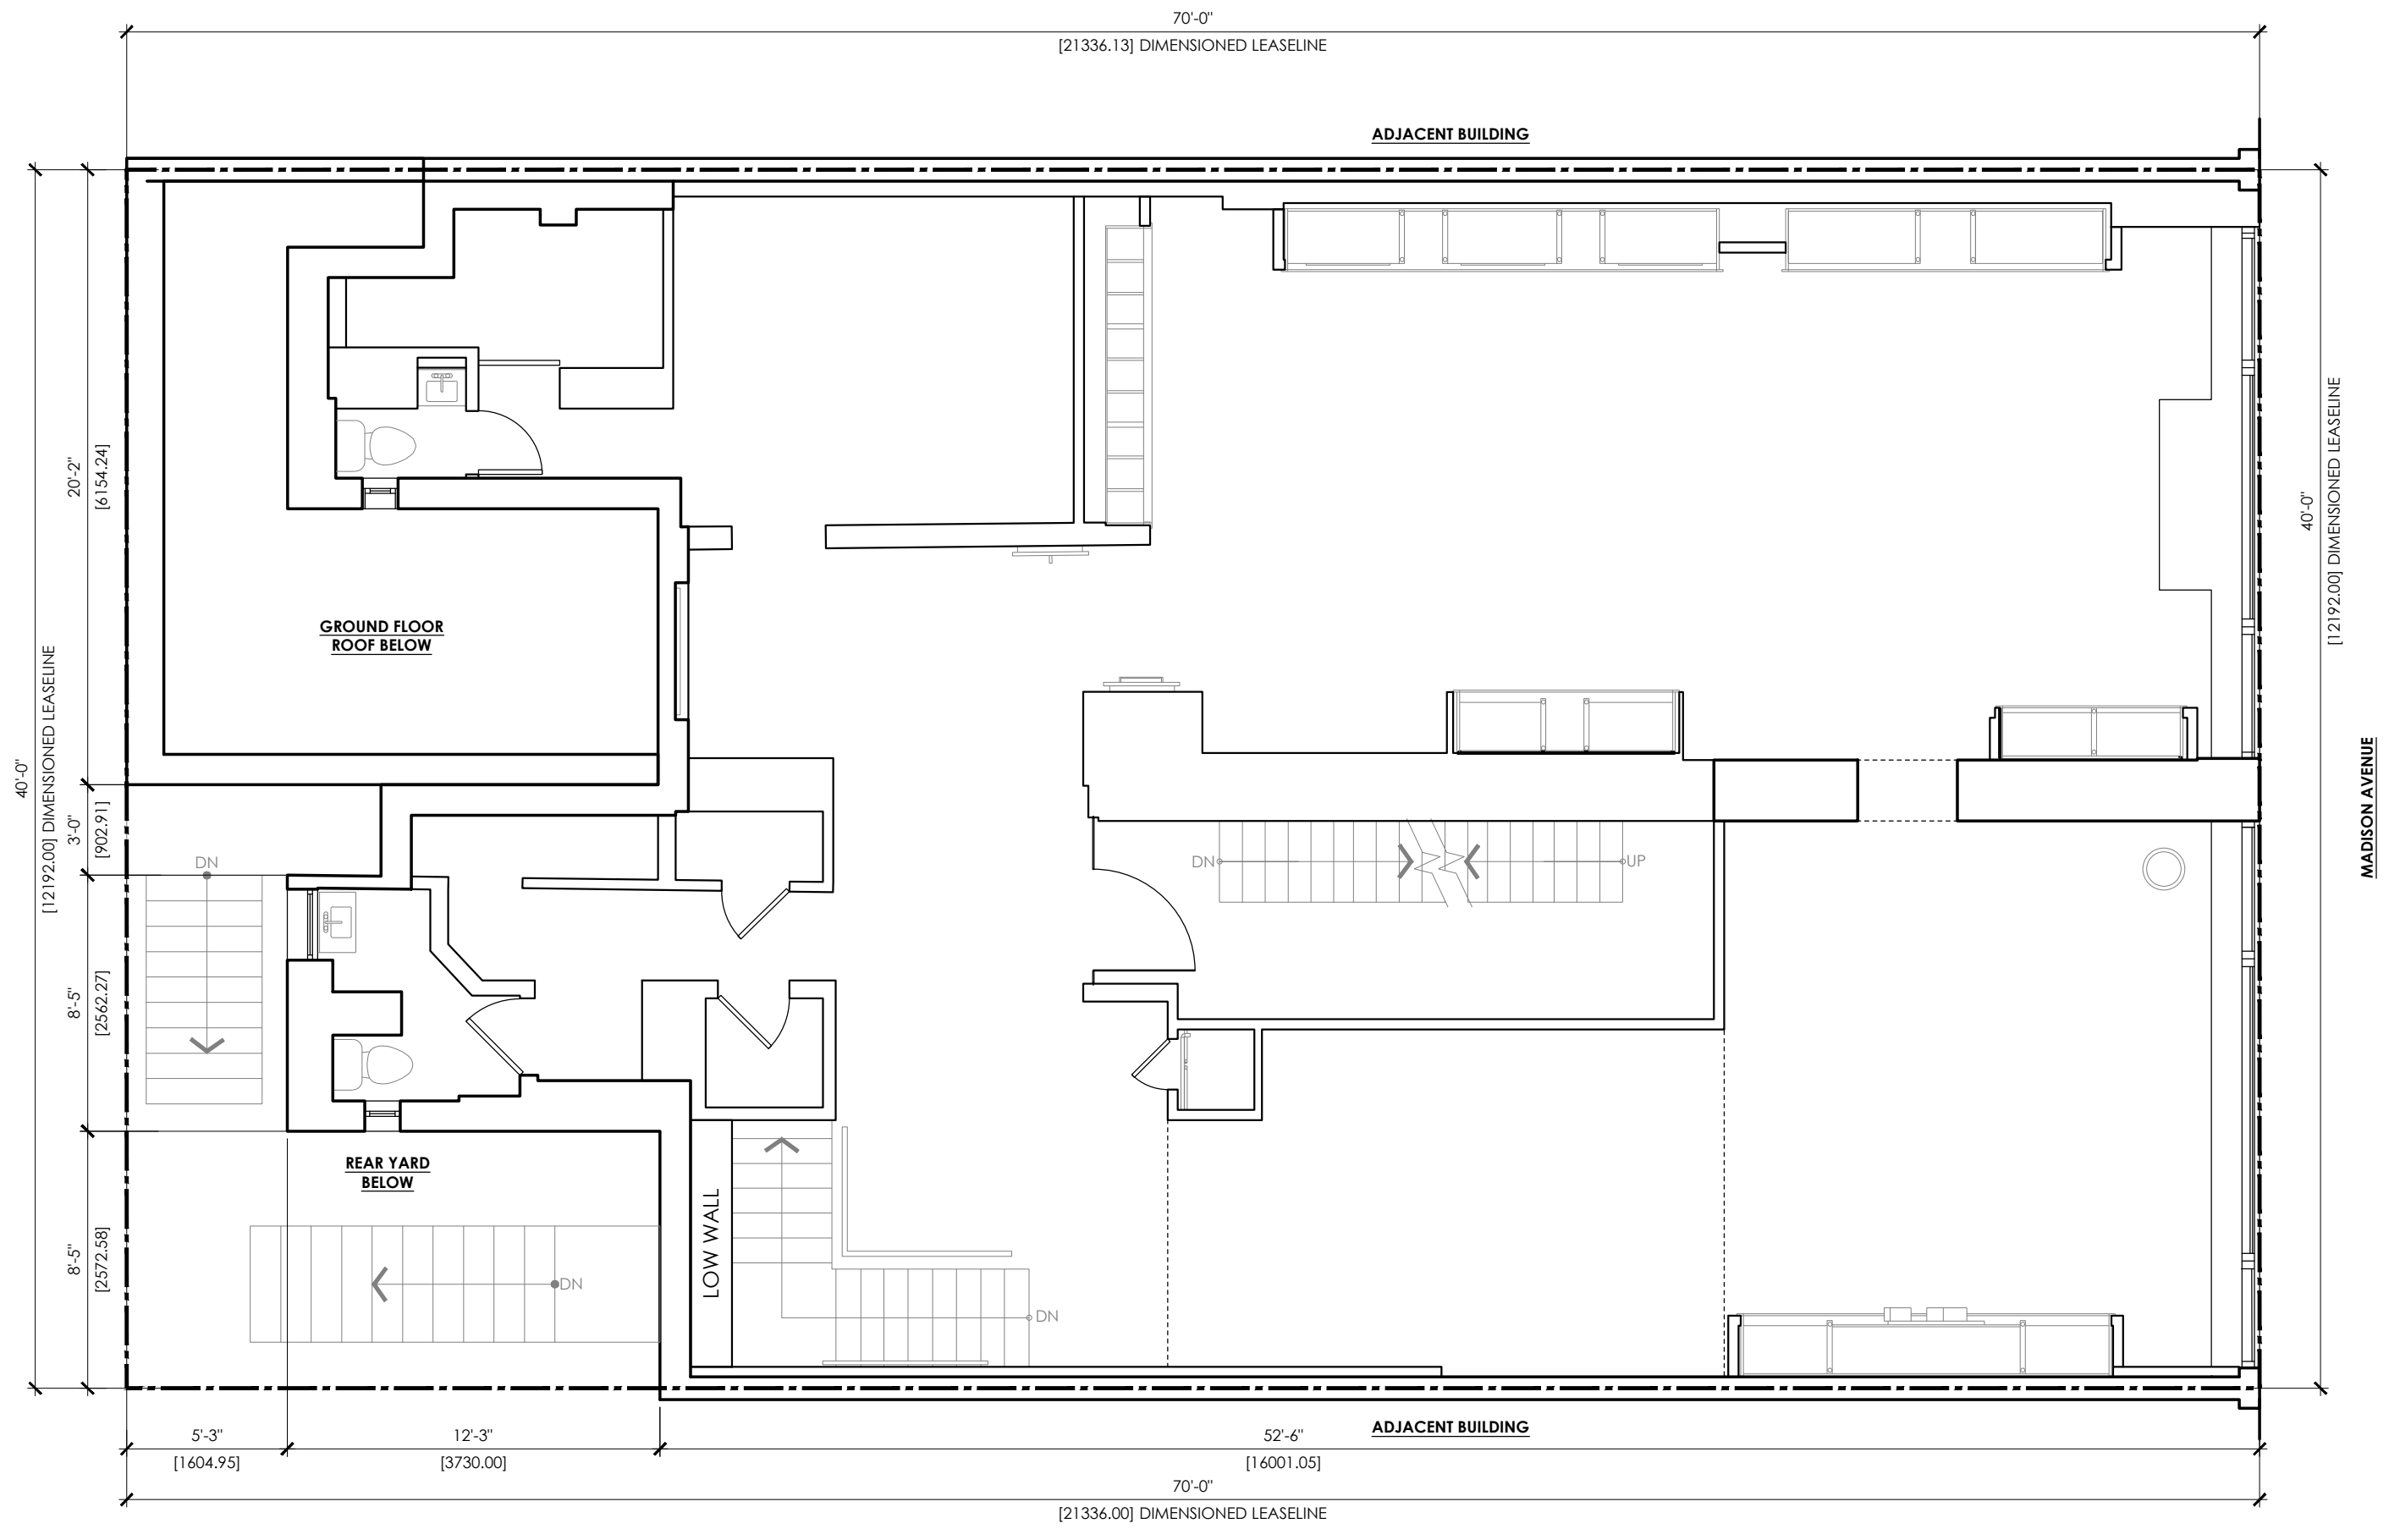 70'-0"
[21336.13] DIMENSIONED LEASELINE
ADJACENT BUILDING
20'-2"
[6154.24]
40'-0"
[12192.00] DIMENSIONED LEASELINE
40'-0"
[12192.00] DIMENSIONED LEASELINE
GROUND FLOOR
ROOF BELOW
MADISON AVENUE
3'-0"
[902.91]
DN
DN
UP
8'-5"
[2562.27]
REAR YARD
BELOW
LOW WALL
8'-5"
[2572.58]
DN
DN
ADJACENT BUILDING
5'-3"
[1604.95]
12'-3"
[3730.00]
52'-6"
[16001.05]
70'-0"
[21336.00] DIMENSIONED LEASELINE